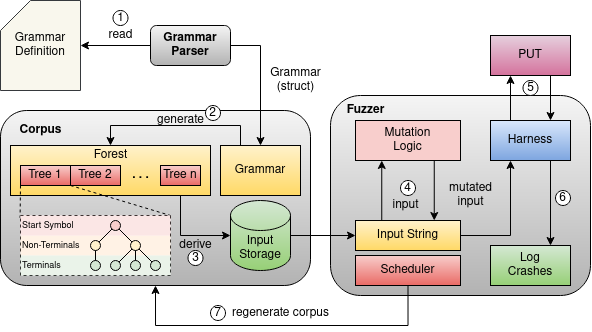 Grammar
Definition
1
read
Grammar
Parser
Grammar
(struct)
PUT
5
Corpus
generate 2
Forest
Tree 1
Tree 2
. . .
Tree n
Grammar
Start Symbol
Non-Terminals
Terminals
derive
3
Input
Storage
Fuzzer
Mutation
Logic
Harness
4
input
mutated
input
6
Input String
Scheduler
Log
Crashes
7 regenerate corpus